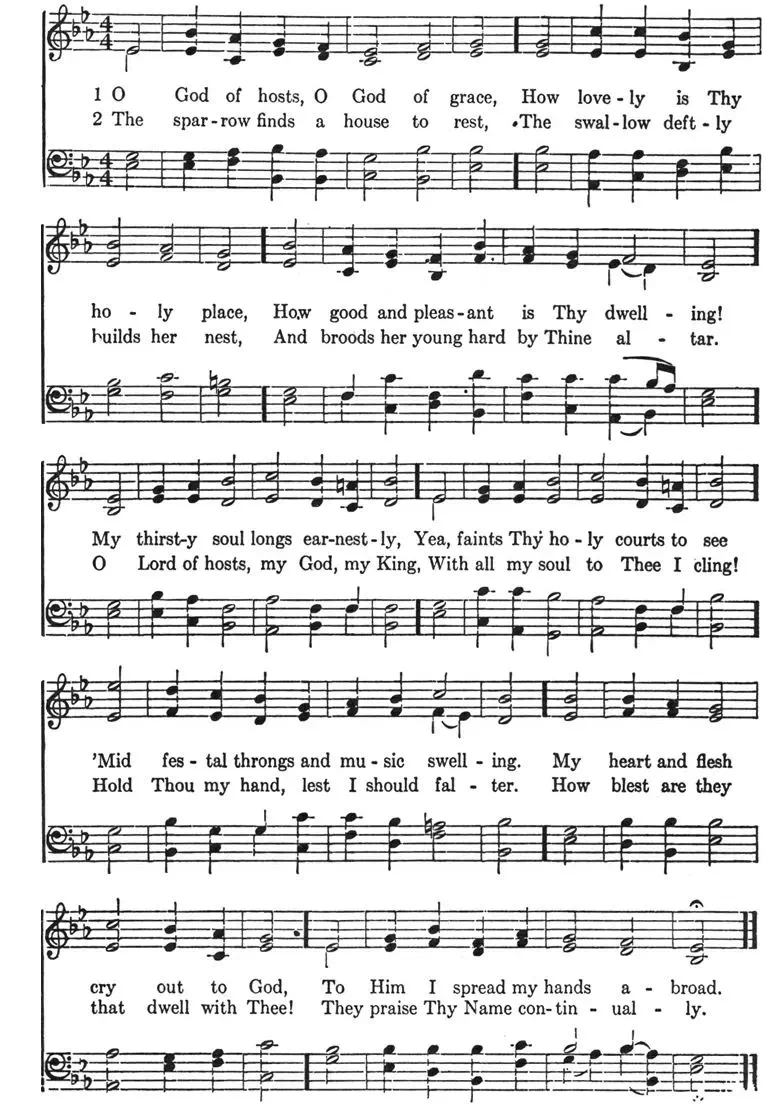 1 O God of hosts, O God of grace, How love - ly is Thy
2 The spar - row finds a house to rest, The swal - low deft - ly
ho - ly place, How good and pleas - ant is Thy dwell - ing!
builds her nest, And broods her young hard by Thine al - tar.
My thirst-y soul longs ear-nest-ly, Yea, faints Thy ho - ly courts to see
O Lord of hosts, my God, my King, With all my soul to Thee I cling!
'Mid fes - tal throngs and mu - sic swell - ing. My heart and flesh
Hold Thou my hand, lest I should fal - ter. How blest are they
cry out to God, To Him I spread my hands a - broad.
that dwell with Thee! They praise Thy Name con - tin - ual - ly.